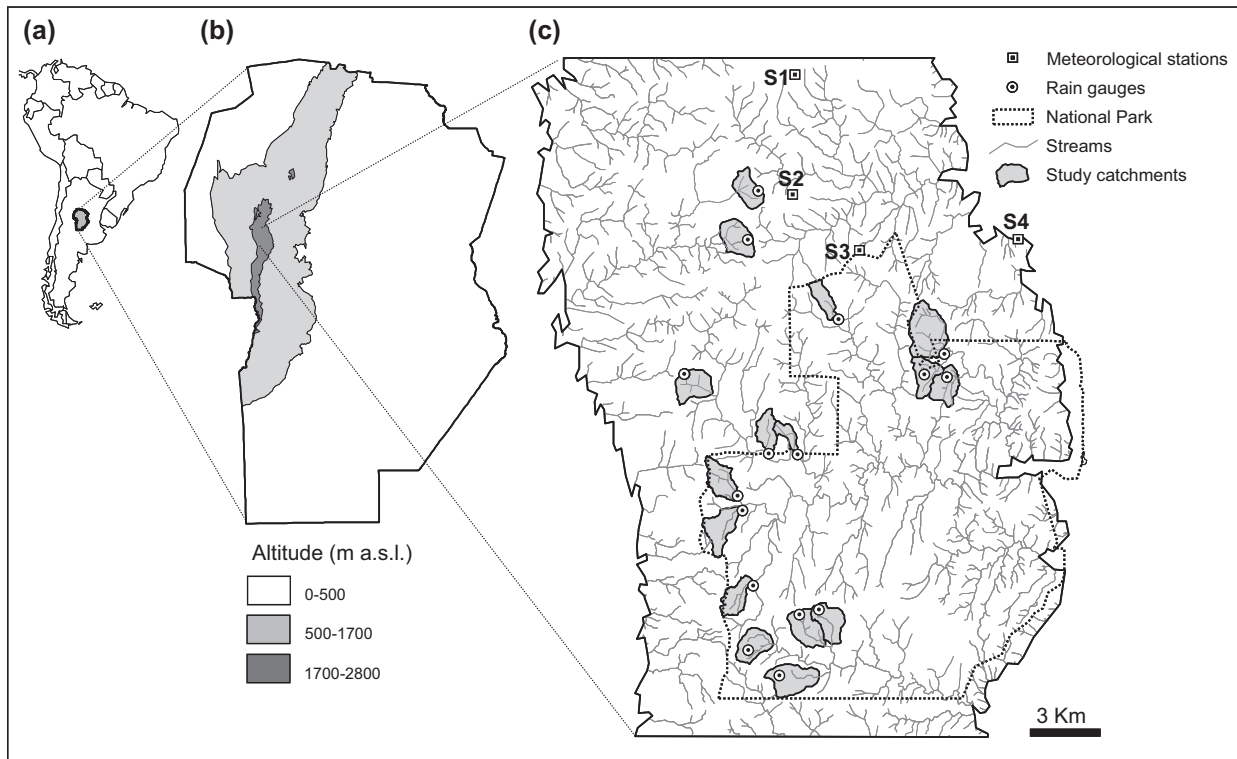 (a)
(b)
(c)
S1
S2
S3
S4
Meteorological stations
Rain gauges
National Park
Streams
Study catchments
Altitude (m a.s.l.)
0-500
500-1700
1700-2800
3 Km